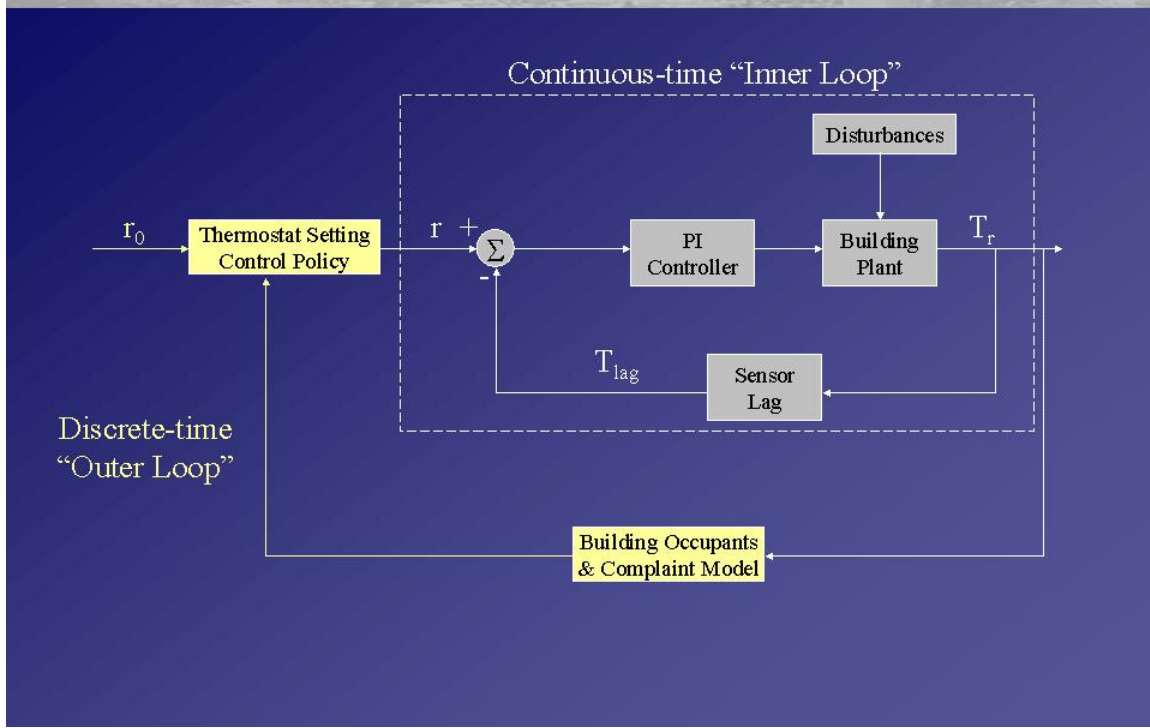 Continuous-time “Inner Loop”
Disturbances
r₀
Thermostat Setting
Control Policy
r
+
Σ
-
PI
Controller
Building
Plant
Tᵣ
T_lag
Sensor
Lag
Discrete-time
“Outer Loop”
Building Occupants
& Complaint Model